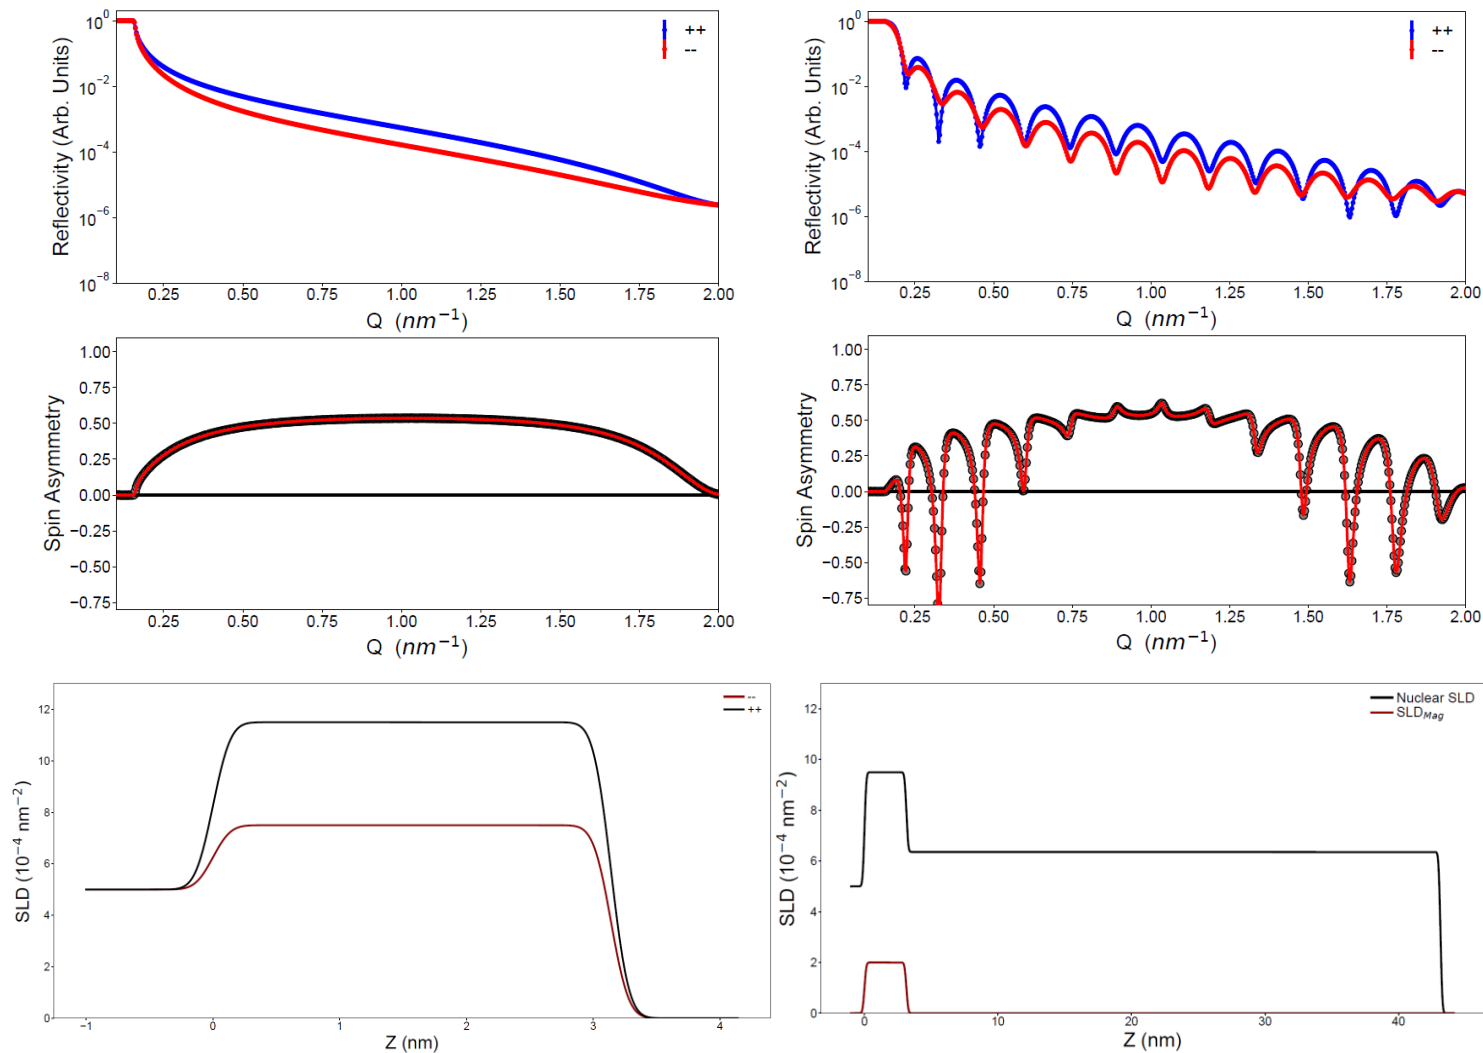 10⁰
10⁻²
10⁻⁴
10⁻⁶
10⁻⁸
Reflectivity (Arb. Units)
++
--
0.25 0.50 0.75 1.00 1.25 1.50 1.75 2.00
Q (nm⁻¹)
10⁰
10⁻²
10⁻⁴
10⁻⁶
10⁻⁸
Reflectivity (Arb. Units)
++
--
0.25 0.50 0.75 1.00 1.25 1.50 1.75 2.00
Q (nm⁻¹)
1.00
0.75
0.50
0.25
0.00
−0.25
−0.50
−0.75
Spin Asymmetry
0.25 0.50 0.75 1.00 1.25 1.50 1.75 2.00
Q (nm⁻¹)
1.00
0.75
0.50
0.25
0.00
−0.25
−0.50
−0.75
Spin Asymmetry
0.25 0.50 0.75 1.00 1.25 1.50 1.75 2.00
Q (nm⁻¹)
12
10
8
6
4
2
0
SLD (10⁻⁴ nm⁻²)
--
++
−1 0 1 2 3 4
Z (nm)
12
10
8
6
4
2
0
SLD (10⁻⁴ nm⁻²)
Nuclear SLD
SLD_Mag
0 10 20 30 40
Z (nm)